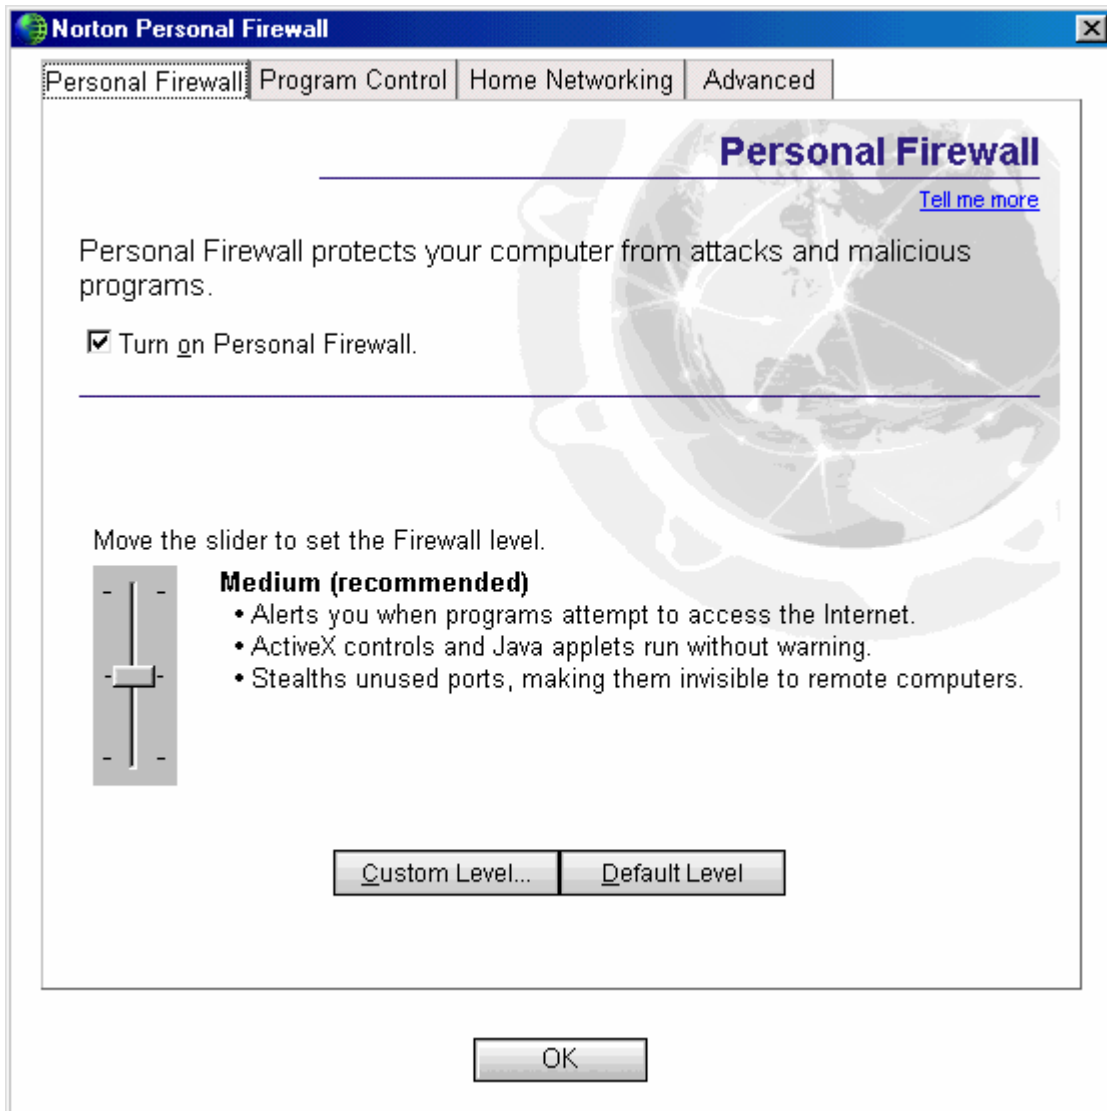 Norton Personal Firewall
Personal Firewall
Program Control
Home Networking
Advanced
Personal Firewall
Tell me more
Personal Firewall protects your computer from attacks and malicious
programs.
Turn on Personal Firewall.
Move the slider to set the Firewall level.
Medium (recommended)
• Alerts you when programs attempt to access the Internet.
• ActiveX controls and Java applets run without warning.
• Stealths unused ports, making them invisible to remote computers.
Custom Level...
Default Level
OK